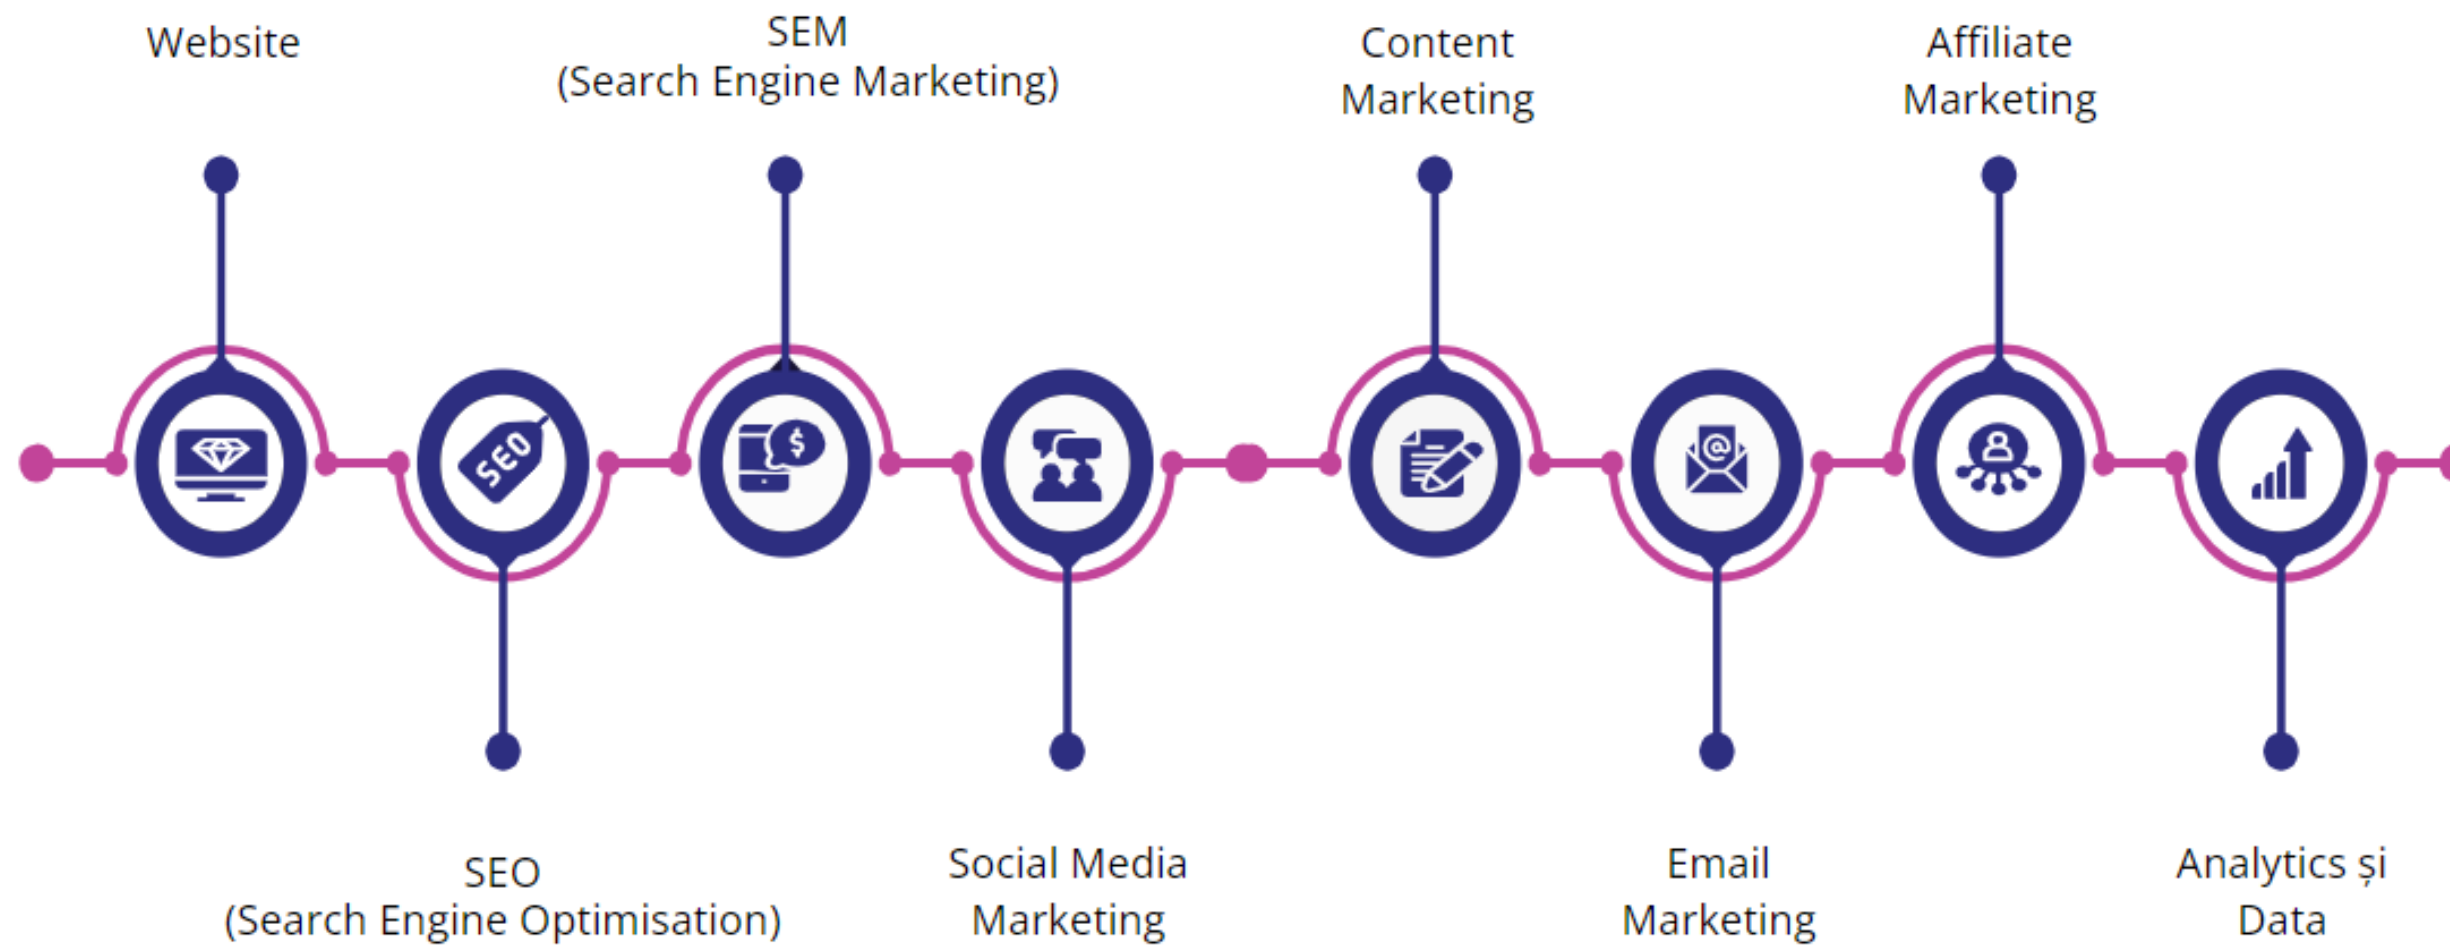 Website
SEM
(Search Engine Marketing)
Content
Marketing
Affiliate
Marketing
SEO
$
@
SEO
(Search Engine Optimisation)
Social Media
Marketing
Email
Marketing
Analytics și
Data